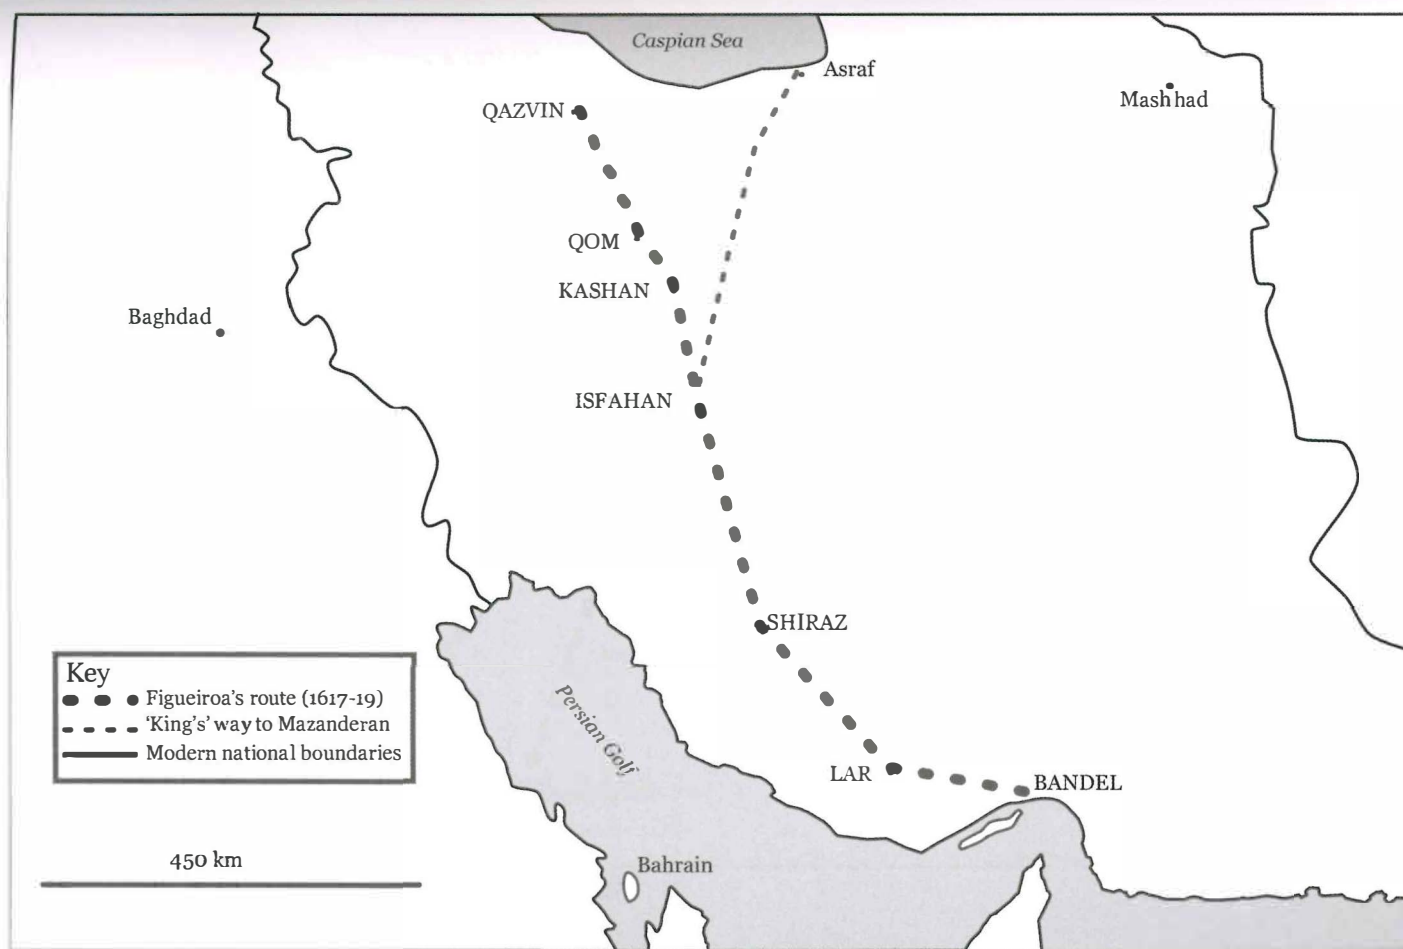 Caspian Sea
Asraf
Mashhad
QAZVIN
QOM
KASHAN
Baghdad
ISFAHAN
SHIRAZ
Key
Figueiroa's route (1617-19)
'King's' way to Mazanderan
Modern national boundaries
Persian Golf
LAR
BANDEL
450 km
Bahrain